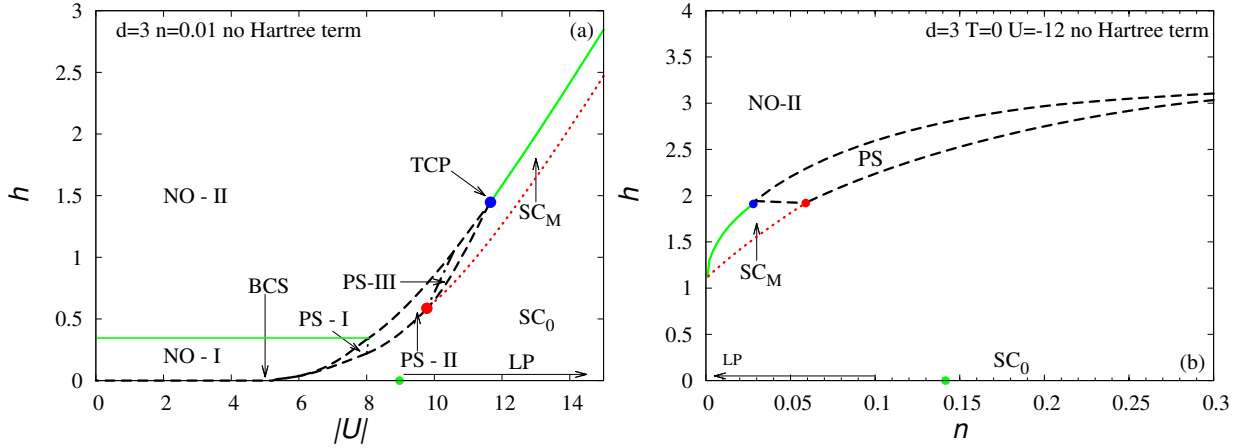 d=3 n=0.01 no Hartree term
(a)
3
2.5
2
1.5
1
0.5
0
h
NO - II
TCP
SC_M
PS-III
BCS
PS - I
SC_0
NO - I
PS - II
LP
0 2 4 6 8 10 12 14
|U|
d=3 T=0 U=-12 no Hartree term
4
3.5
3
2.5
2
1.5
1
0.5
0
h
NO-II
PS
SC_M
SC_0
LP
(b)
0 0.05 0.1 0.15 0.2 0.25 0.3
n